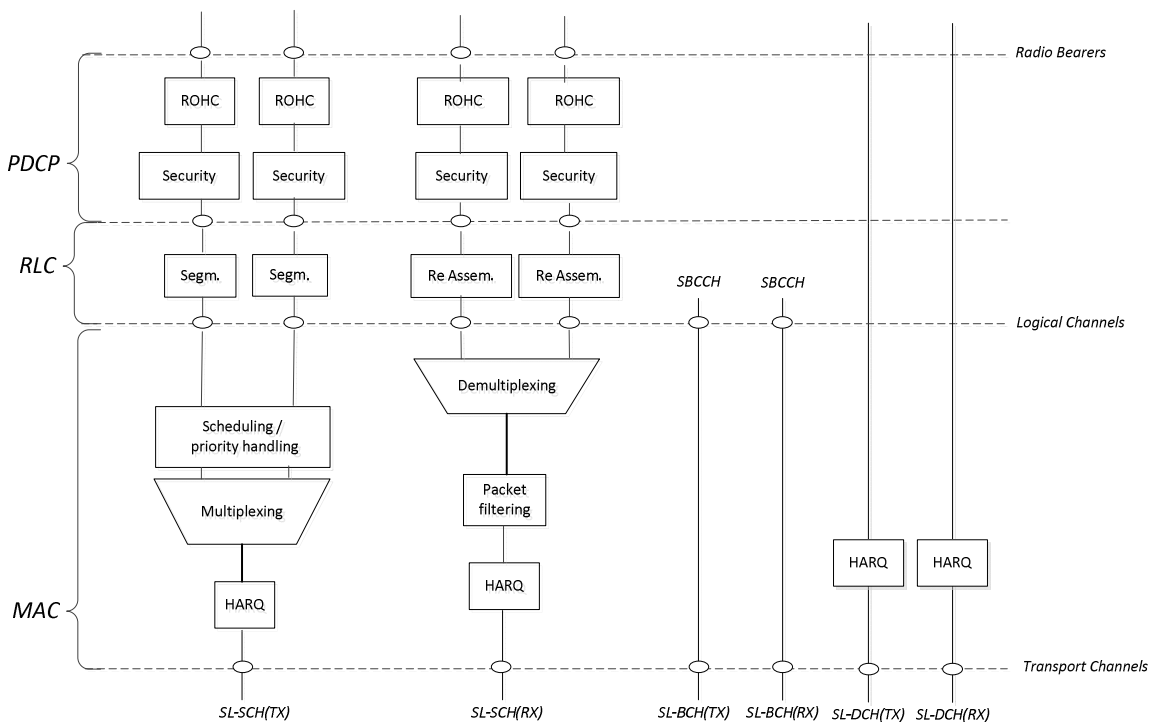 Radio Bearers
ROHC
ROHC
ROHC
ROHC
PDCP
Security
Security
Security
Security
RLC
Segm.
Segm.
Re Assem.
Re Assem.
SBCCH
SBCCH
Logical Channels
Demultiplexing
Scheduling /
priority handling
Packet
filtering
Multiplexing
HARQ
HARQ
HARQ
HARQ
MAC
Transport Channels
SL-SCH(TX)
SL-SCH(RX)
SL-BCH(TX)
SL-BCH(RX)
SL-DCH(TX)
SL-DCH(RX)